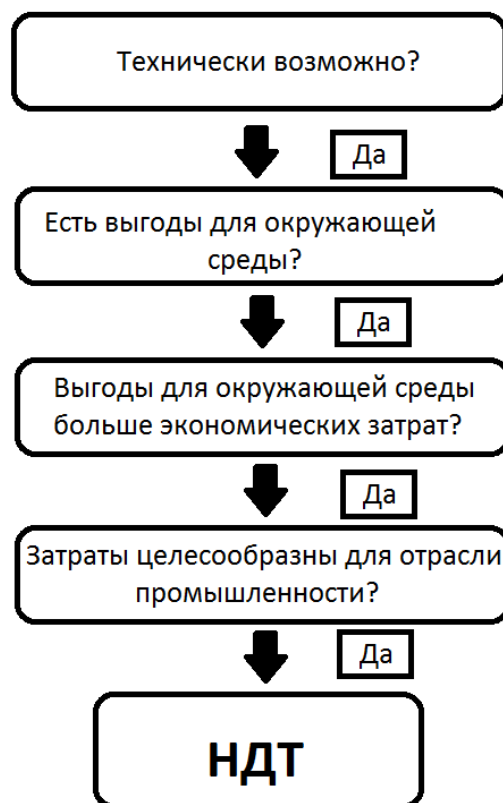 Технически возможно?
Да
Есть выгоды для окружающей
среды?
Да
Выгоды для окружающей среды
больше экономических затрат?
Да
Затраты целесообразны для отрасли
промышленности?
Да
НДТ